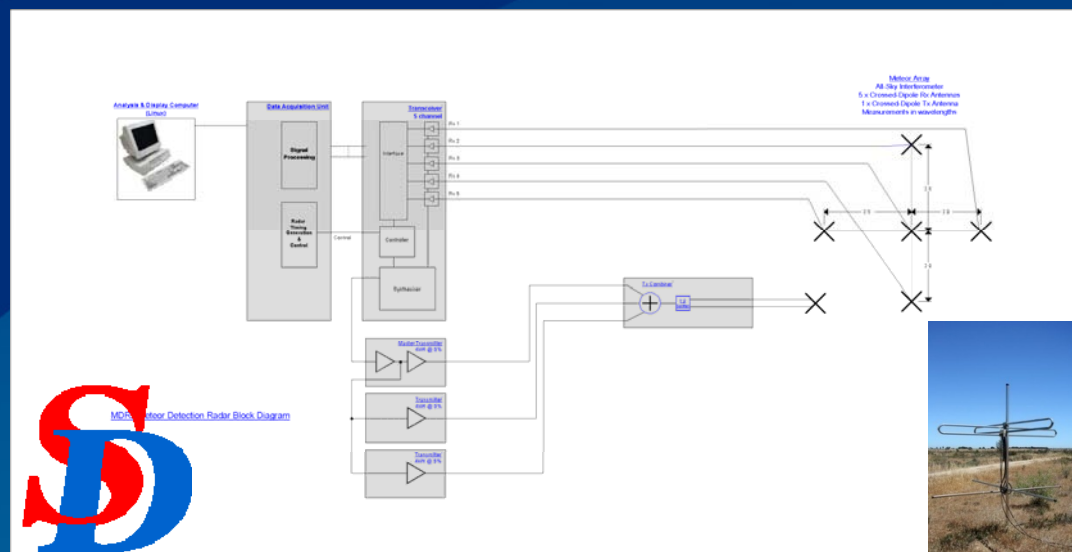 Meteor Array
All-Sky Interferometer
5 x Crossed-Dipole Rx Antennas
1 x Crossed-Dipole Tx Antenna
Measurements in wavelengths
Analysis & Display Computer
(Linux)
Data Acquisition Unit
Transceiver
5 channel
Signal
Processing
Interface
Rx 1
Rx 2
Rx 3
Rx 4
Rx 5
Radar
Timing
Generation
&
Control
Control
Controller
Synthesizer
Tx Combiner
Master Transmitter
Transmitter
Transmitter
Meteor Detection Radar Block Diagram
SD